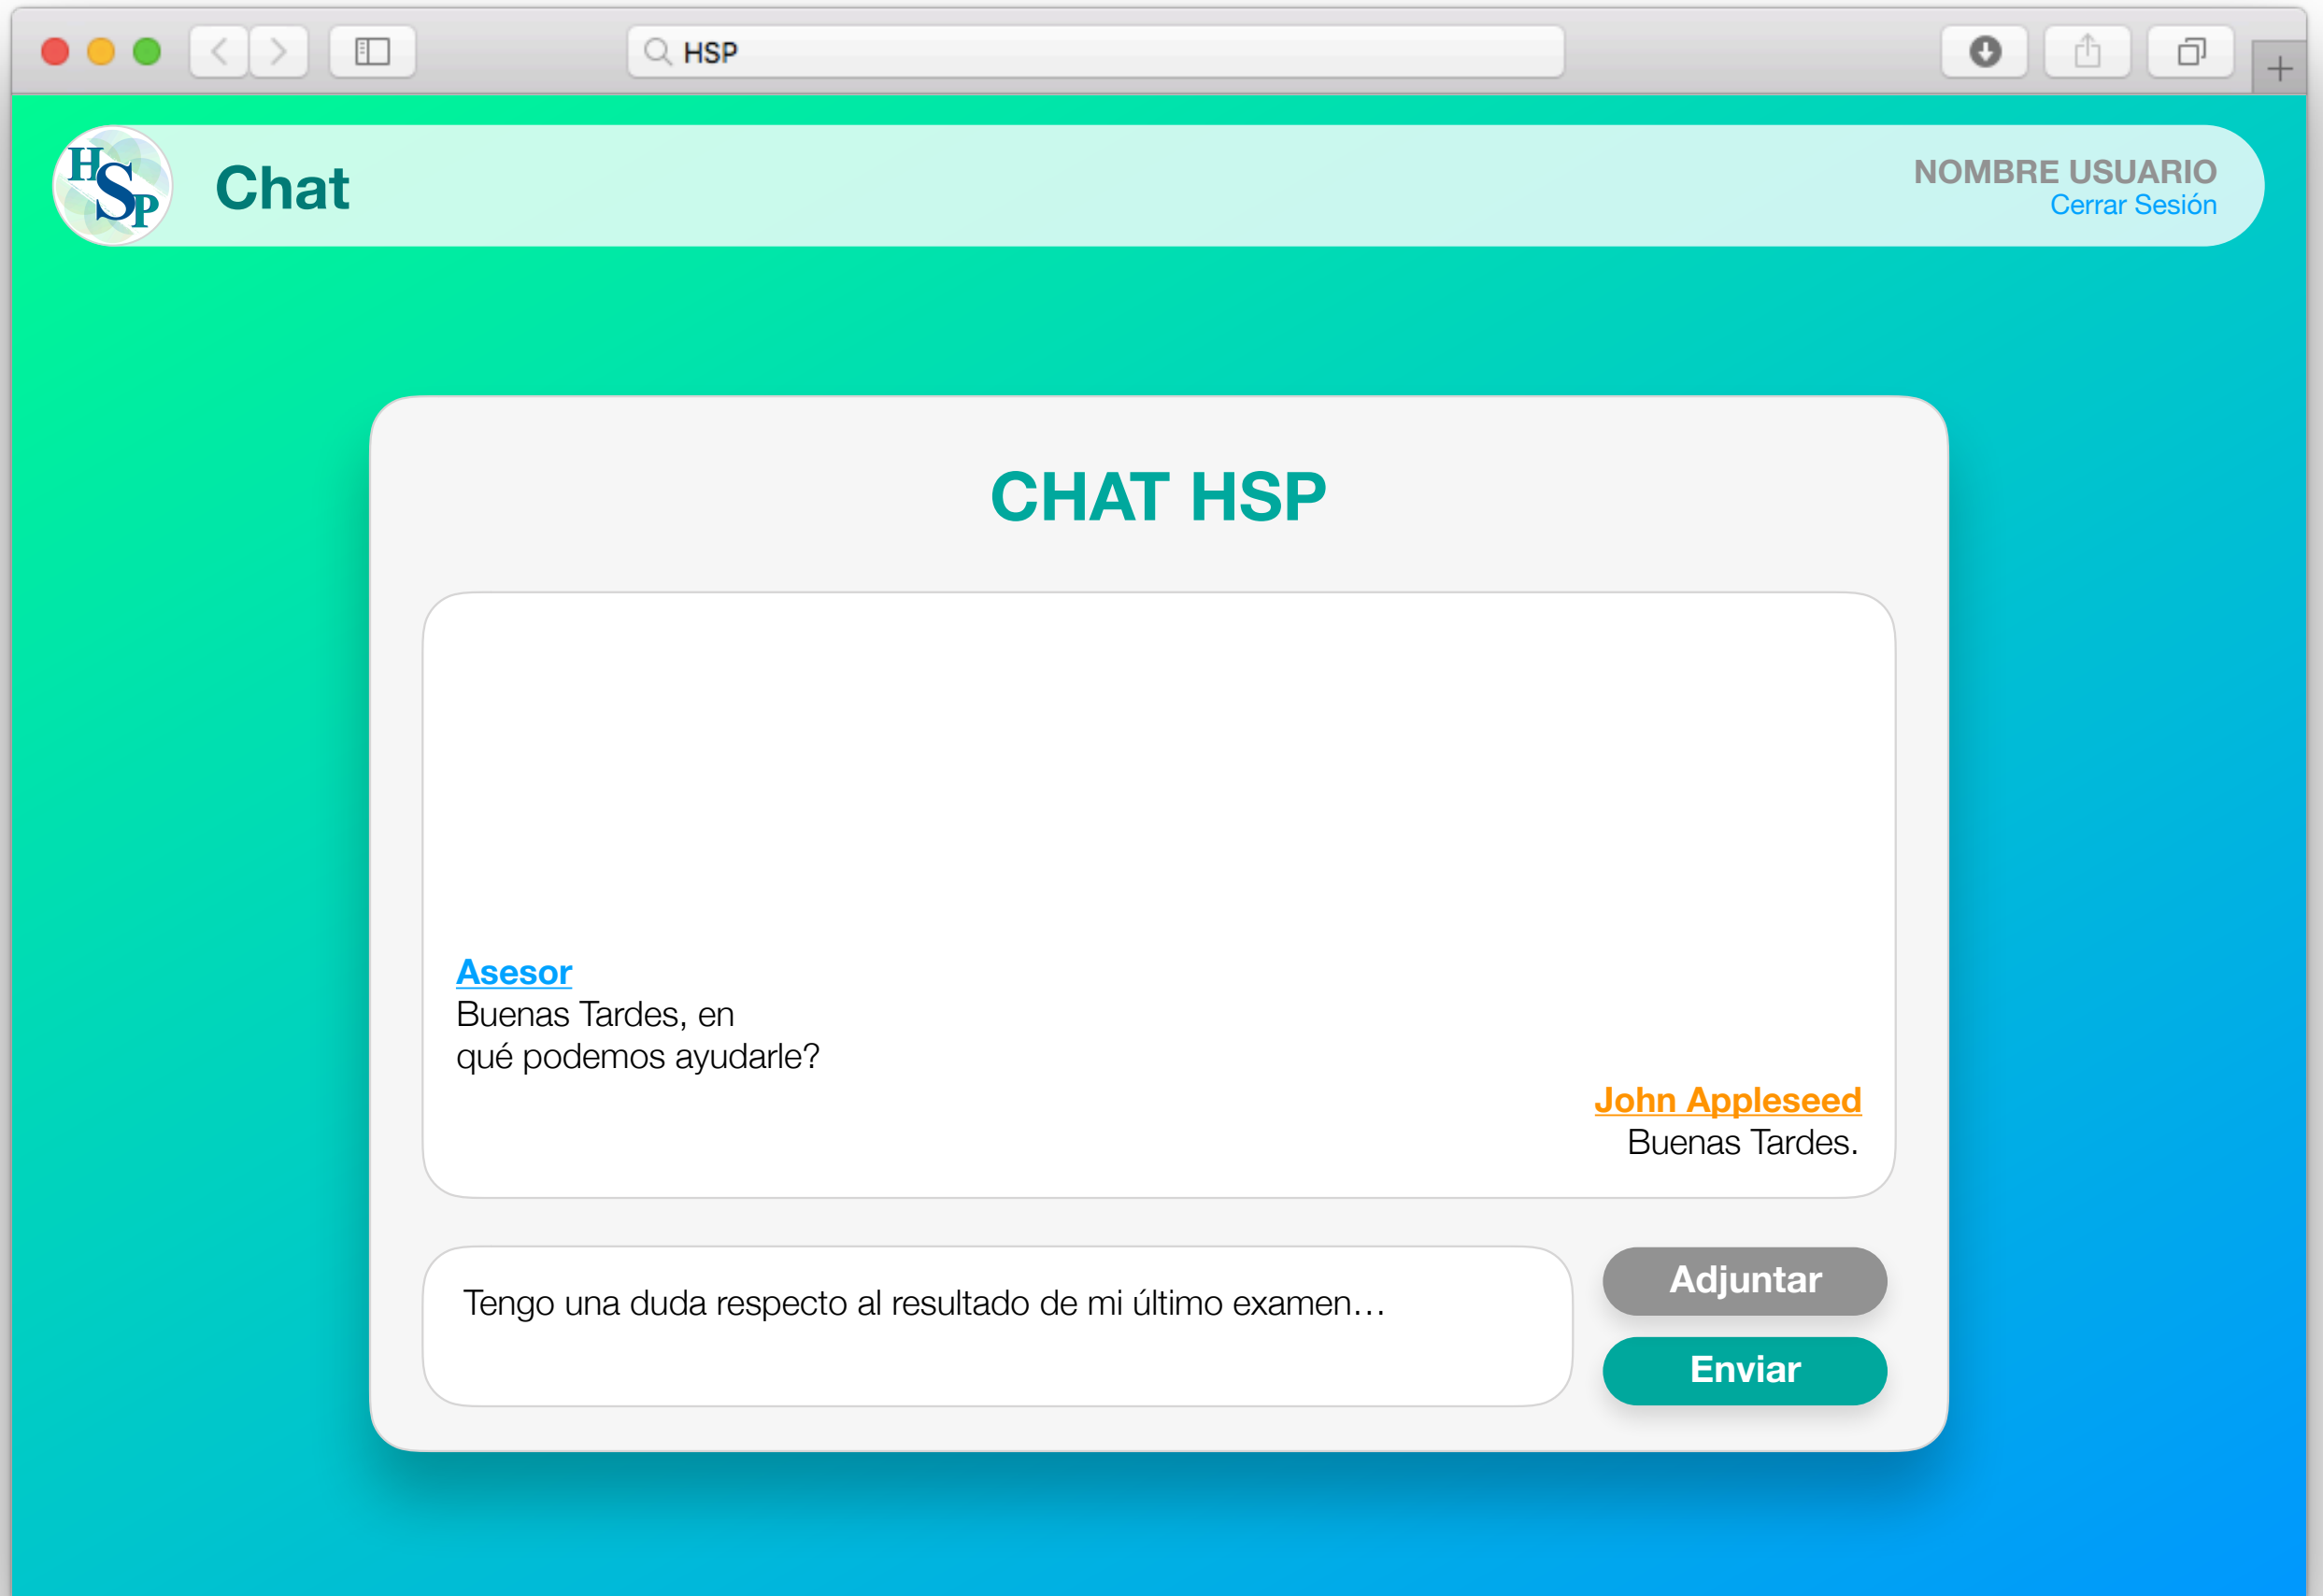 HSP
HSP
Chat
NOMBRE USUARIO
Cerrar Sesión
CHAT HSP
Asesor
Buenas Tardes, en
qué podemos ayudarle?
John Appleseed
Buenas Tardes.
Tengo una duda respecto al resultado de mi último examen…
Adjuntar
Enviar